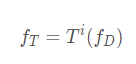 f_T = T^i(f_D)